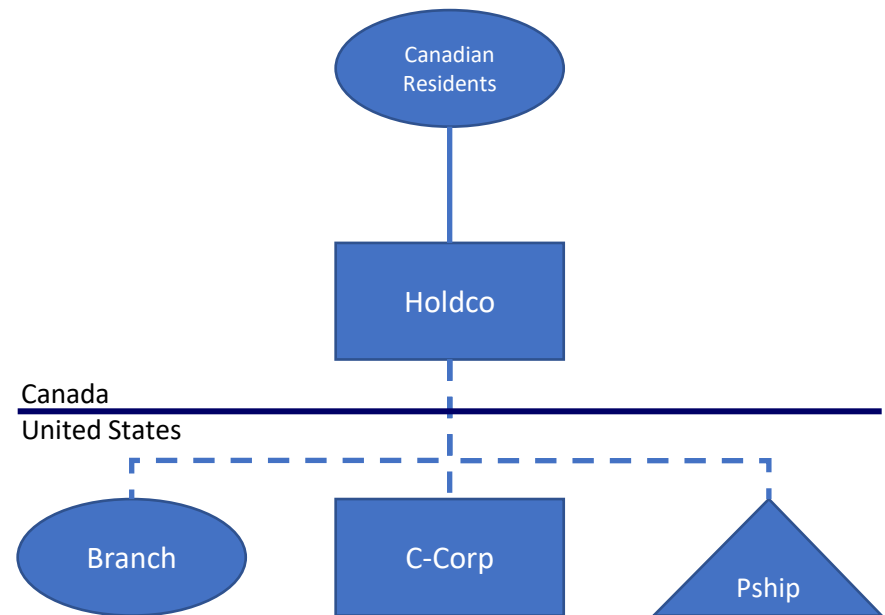 Canadian
Residents
Holdco
Canada
United States
Branch
C-Corp
Pship